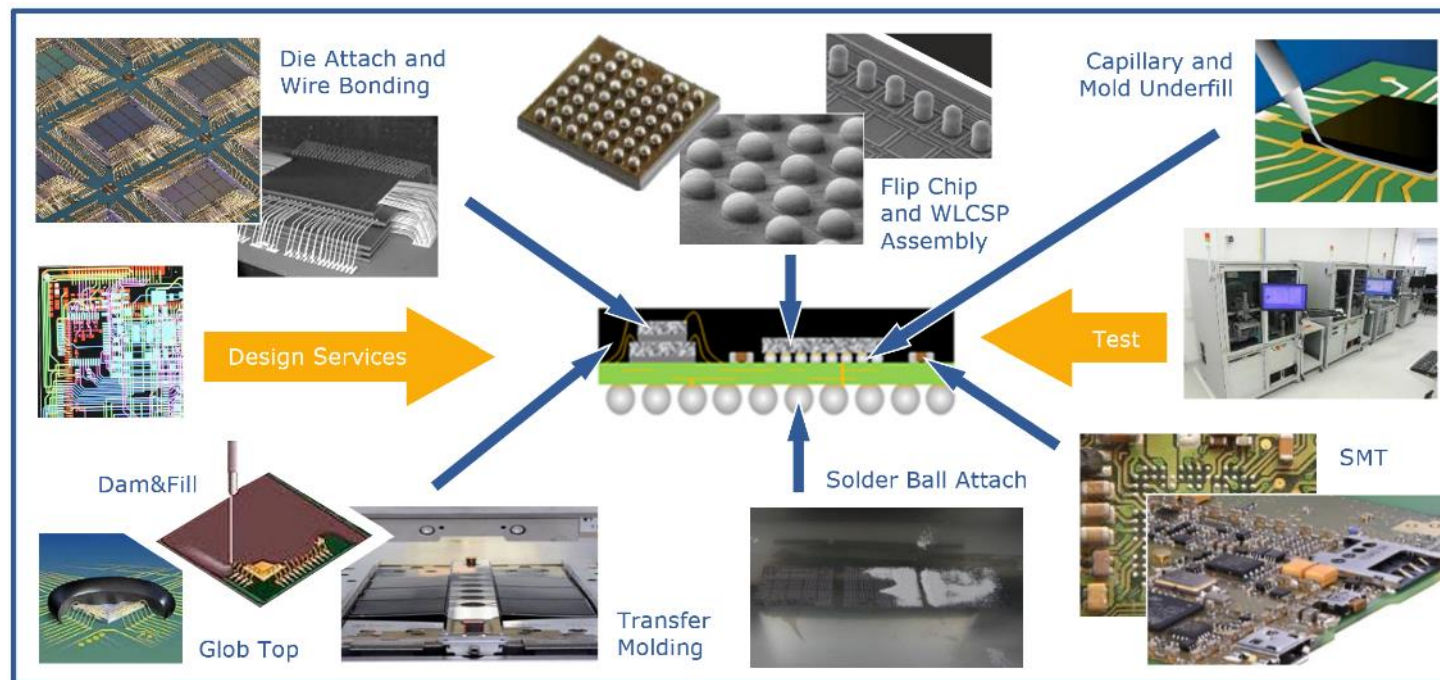 Die Attach and
Wire Bonding
Flip Chip
and WLCSP
Assembly
Capillary and
Mold Underfill
Design Services
Test
Dam&Fill
Glob Top
Transfer
Molding
Solder Ball Attach
SMT